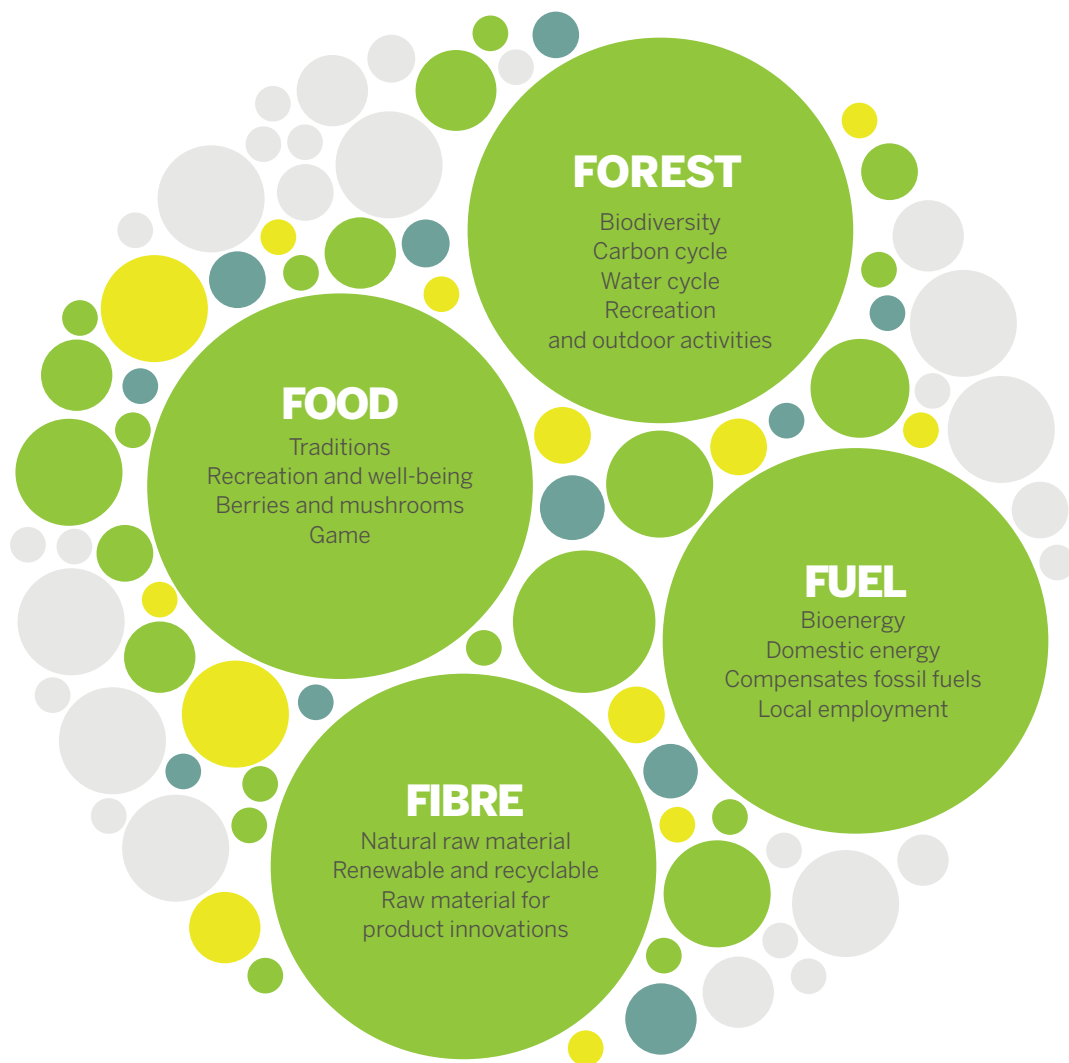 FOREST
Biodiversity
Carbon cycle
Water cycle
Recreation
and outdoor activities
FOOD
Traditions
Recreation and well-being
Berries and mushrooms
Game
FUEL
Bioenergy
Domestic energy
Compensates fossil fuels
Local employment
FIBRE
Natural raw material
Renewable and recyclable
Raw material for
product innovations